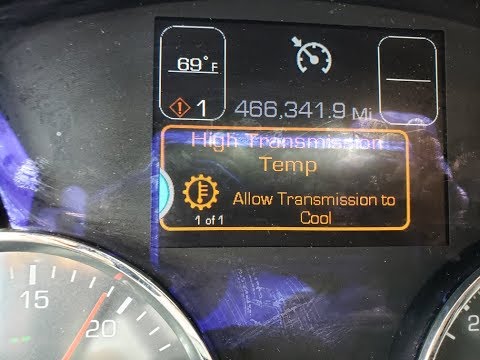 69°F
1
466,341.9 Mi
High Transmission
Temp
Allow Transmission to
Cool
1 of 1
15
20